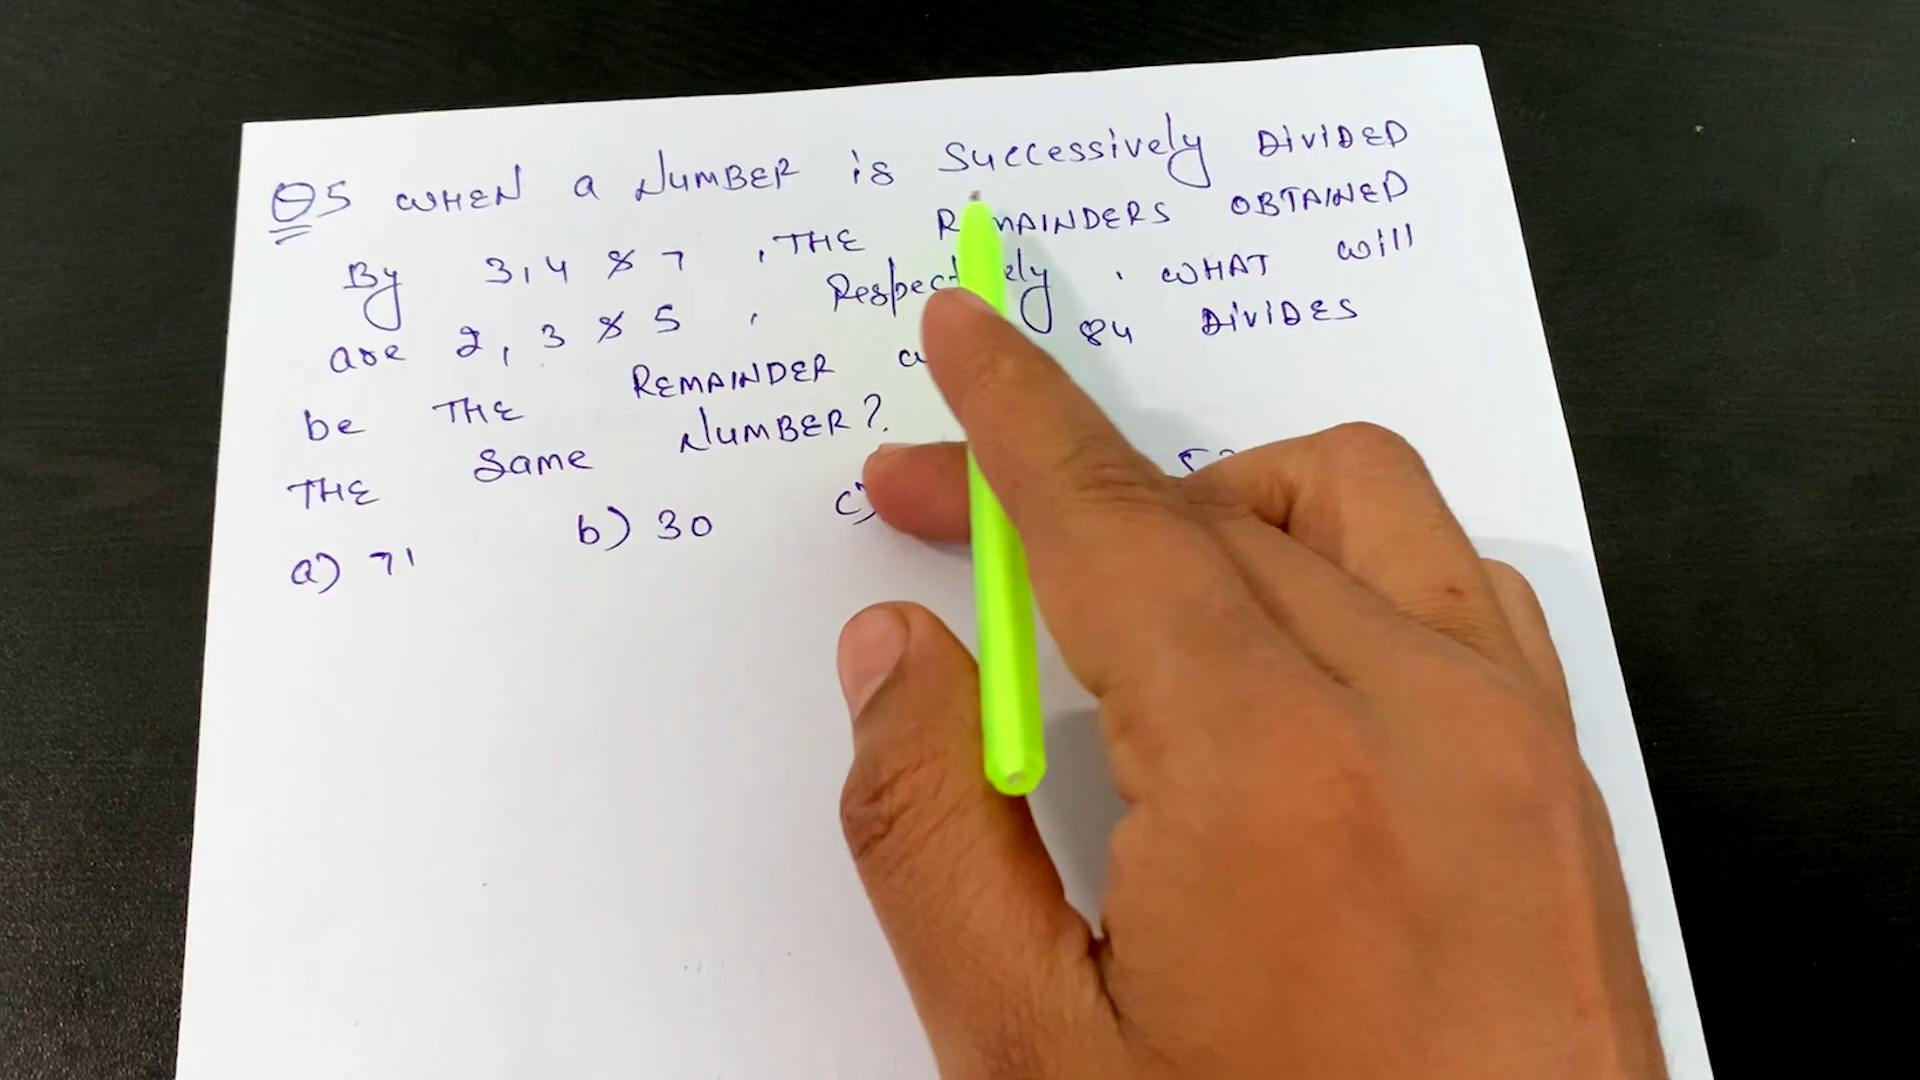 Q5 WHEN a NUMBER is Successively DIVIDED
By 3,4 & 7 , THE REMAINDERS OBTAINED
are 2, 3 & 5 , Respectively . WHAT will
be THE REMAINDER 84 DIVIDES
THE Same NUMBER?
a) 71 b) 30 c)